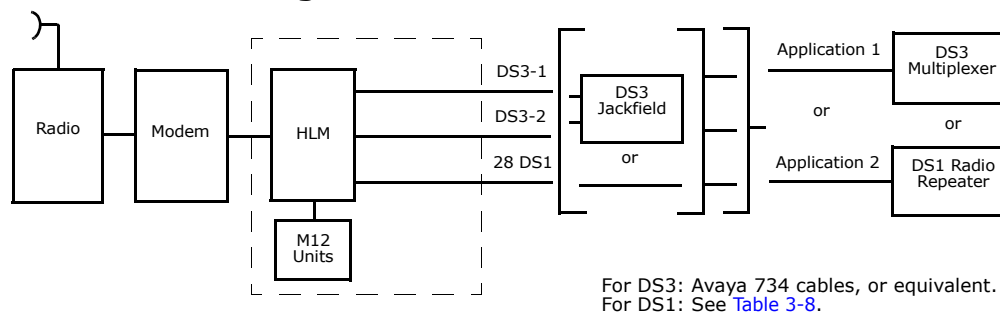 Radio
Modem
HLM
M12
Units
DS3-1
DS3-2
28 DS1
DS3
Jackfield
or
Application 1
or
Application 2
DS3
Multiplexer
or
DS1 Radio
Repeater
For DS3: Avaya 734 cables, or equivalent.
For DS1: See Table 3-8.